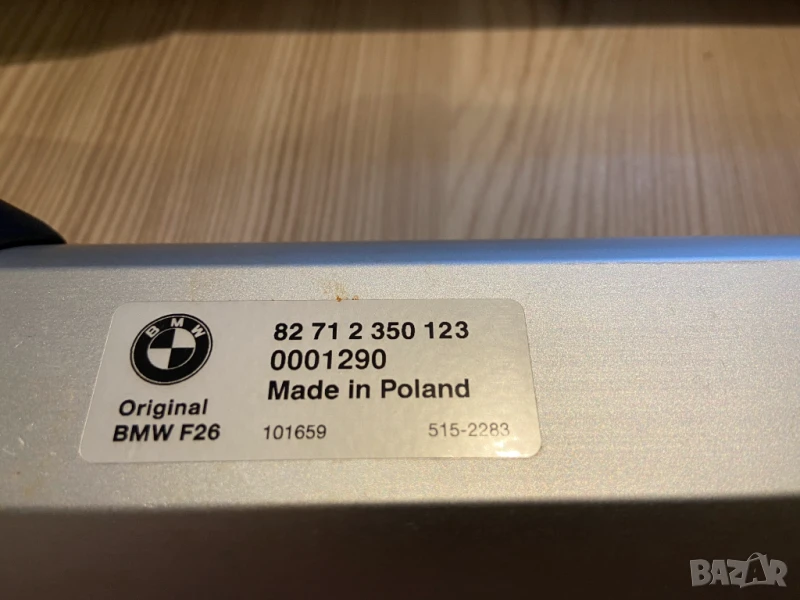 BMW
82 71 2 350 123
0001290
Made in Poland
Original
BMW F26
101659
515-2283
BAZAR